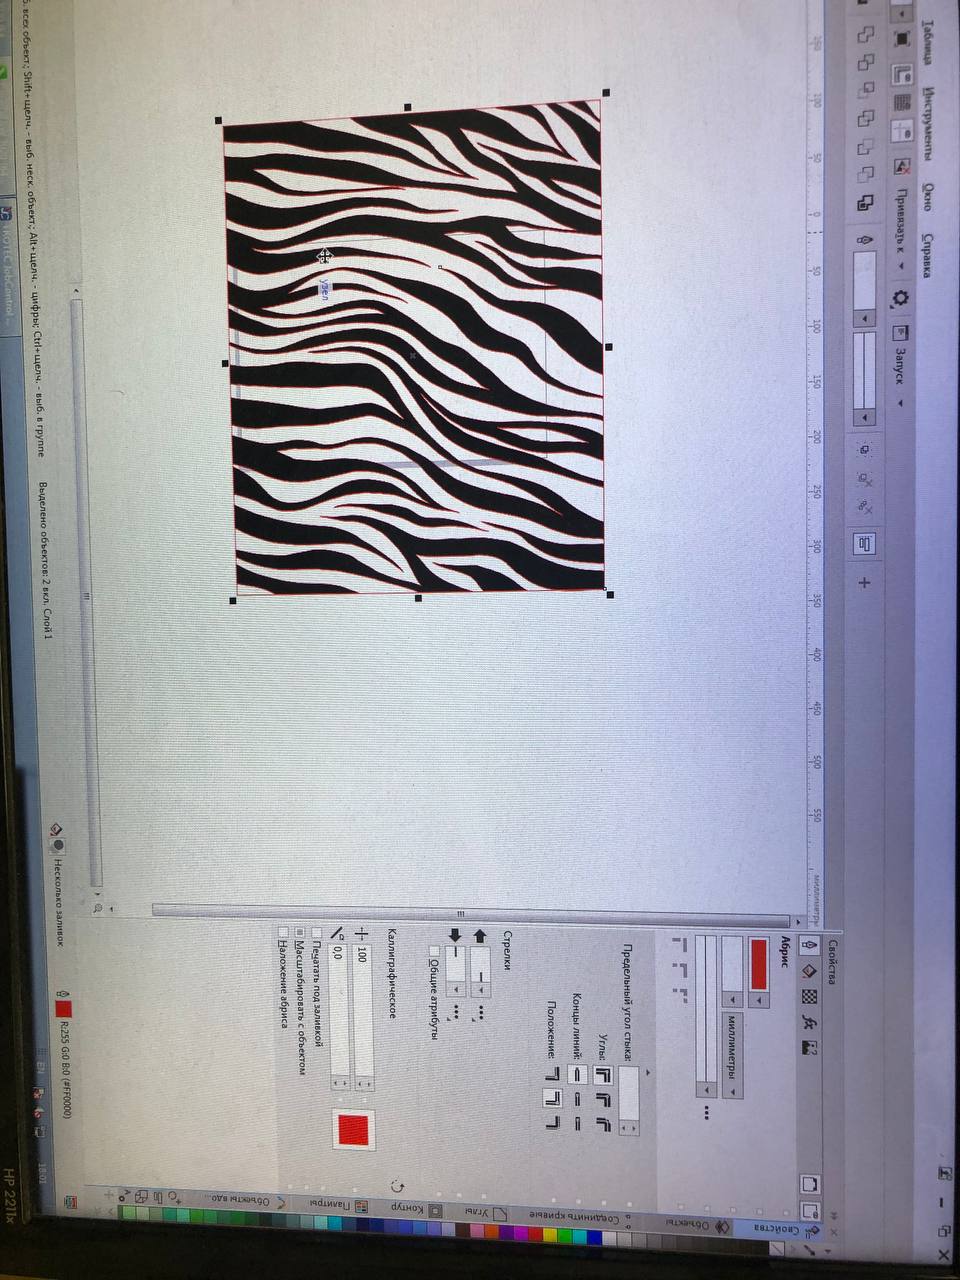 Таблица Инструменты Окно Справка
Привязать к Запуск
100 50 0 50 100 150 200 250 300 350 400 450 500 550 миллиметры
Свойства
Абрис
миллиметры
Предельный угол стыка:
Углы:
Концы линий:
Положение:
Стрелки
Общие атрибуты
Каллиграфическое
100
0,0
Печатать под заливкой
Масштабировать с объектом
Наложение абриса
Свойства
Объекты
Соединить кривые
Углы
Контур
Палитры
Объекты вдо...
узел
всех объект.; Shift+щелч. - выб. неск. объект.; Alt+щелч. - цифры; Ctrl+щелч. - выб. в группе
Выделено объектов: 2 вкл. Слой 1
Несколько заливок
R:255 G:0 B:0 (#FF0000)
TROTEC JobControl ...
EN
18:01
HP 2211x